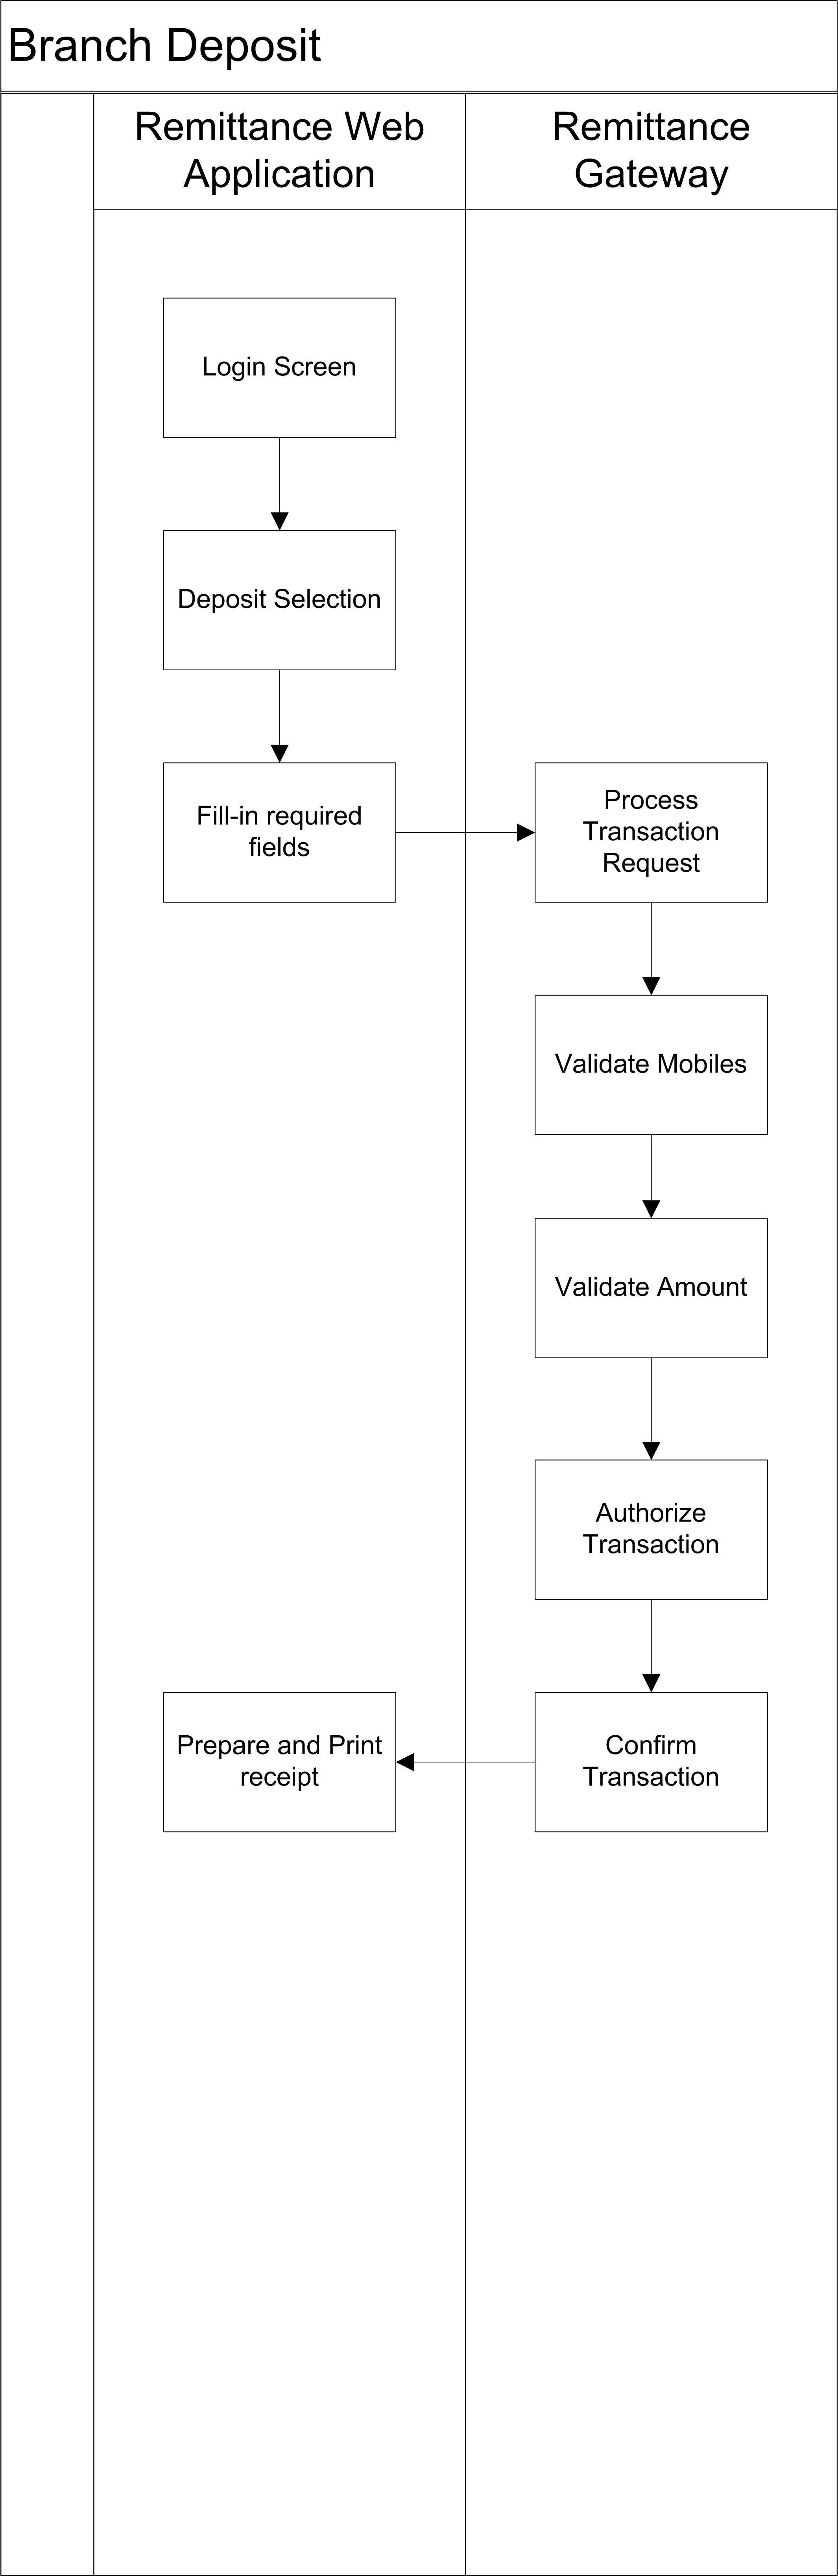 Branch Deposit
Remittance Web
Application
Remittance
Gateway
Login Screen
Deposit Selection
Fill-in required
fields
Process
Transaction
Request
Validate Mobiles
Validate Amount
Authorize
Transaction
Prepare and Print
receipt
Confirm
Transaction